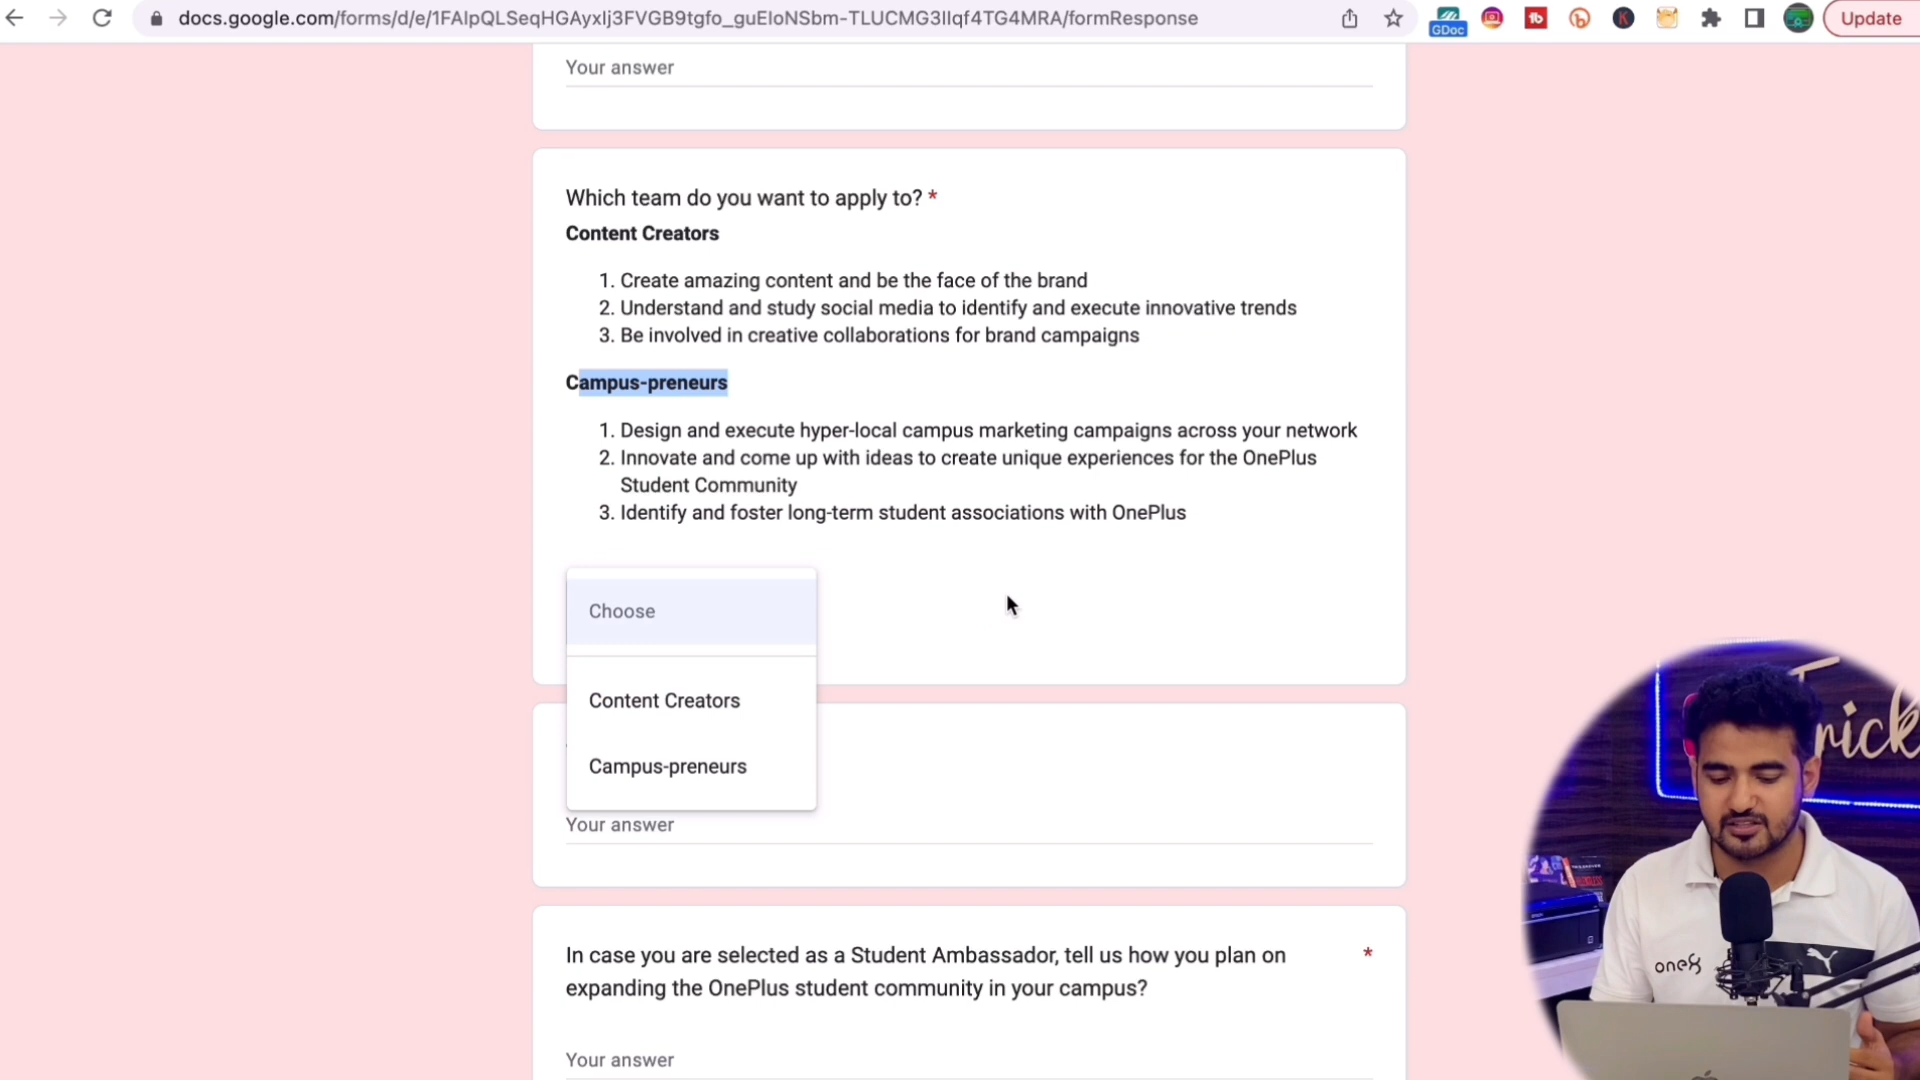 docs.google.com/forms/d/e/1FAIpQLSeqHGAyxIj3FVGB9tgfo_guEIoNSbm-TLUCMG3IIqf4TG4MRA/formResponse
GDoc
Update
Your answer
Which team do you want to apply to? *
Content Creators
1. Create amazing content and be the face of the brand
2. Understand and study social media to identify and execute innovative trends
3. Be involved in creative collaborations for brand campaigns
Campus-preneurs
1. Design and execute hyper-local campus marketing campaigns across your network
2. Innovate and come up with ideas to create unique experiences for the OnePlus
Student Community
3. Identify and foster long-term student associations with OnePlus
Choose
Content Creators
Campus-preneurs
Your answer
In case you are selected as a Student Ambassador, tell us how you plan on *
expanding the OnePlus student community in your campus?
Your answer
Trick
one8
EPSON